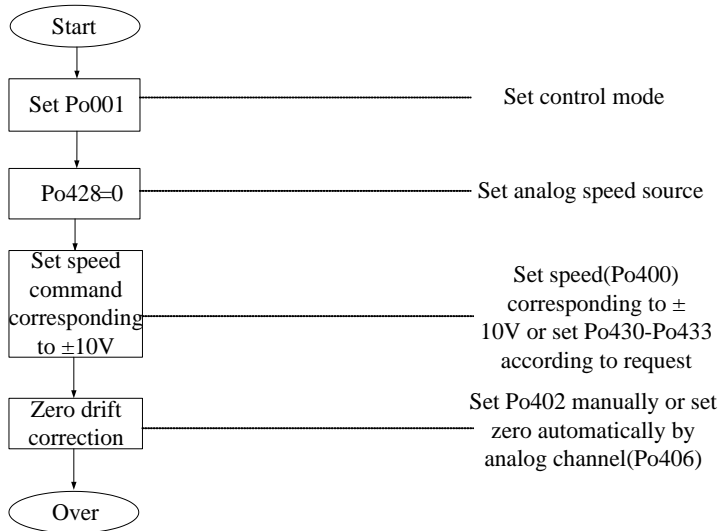 Start
Set Po001
Set control mode
Po428=0
Set analog speed source
Set speed
command
corresponding
to ±10V
Set speed(Po400)
corresponding to ±
10V or set Po430-Po433
according to request
Zero drift
correction
Set Po402 manually or set
zero automatically by
analog channel(Po406)
Over